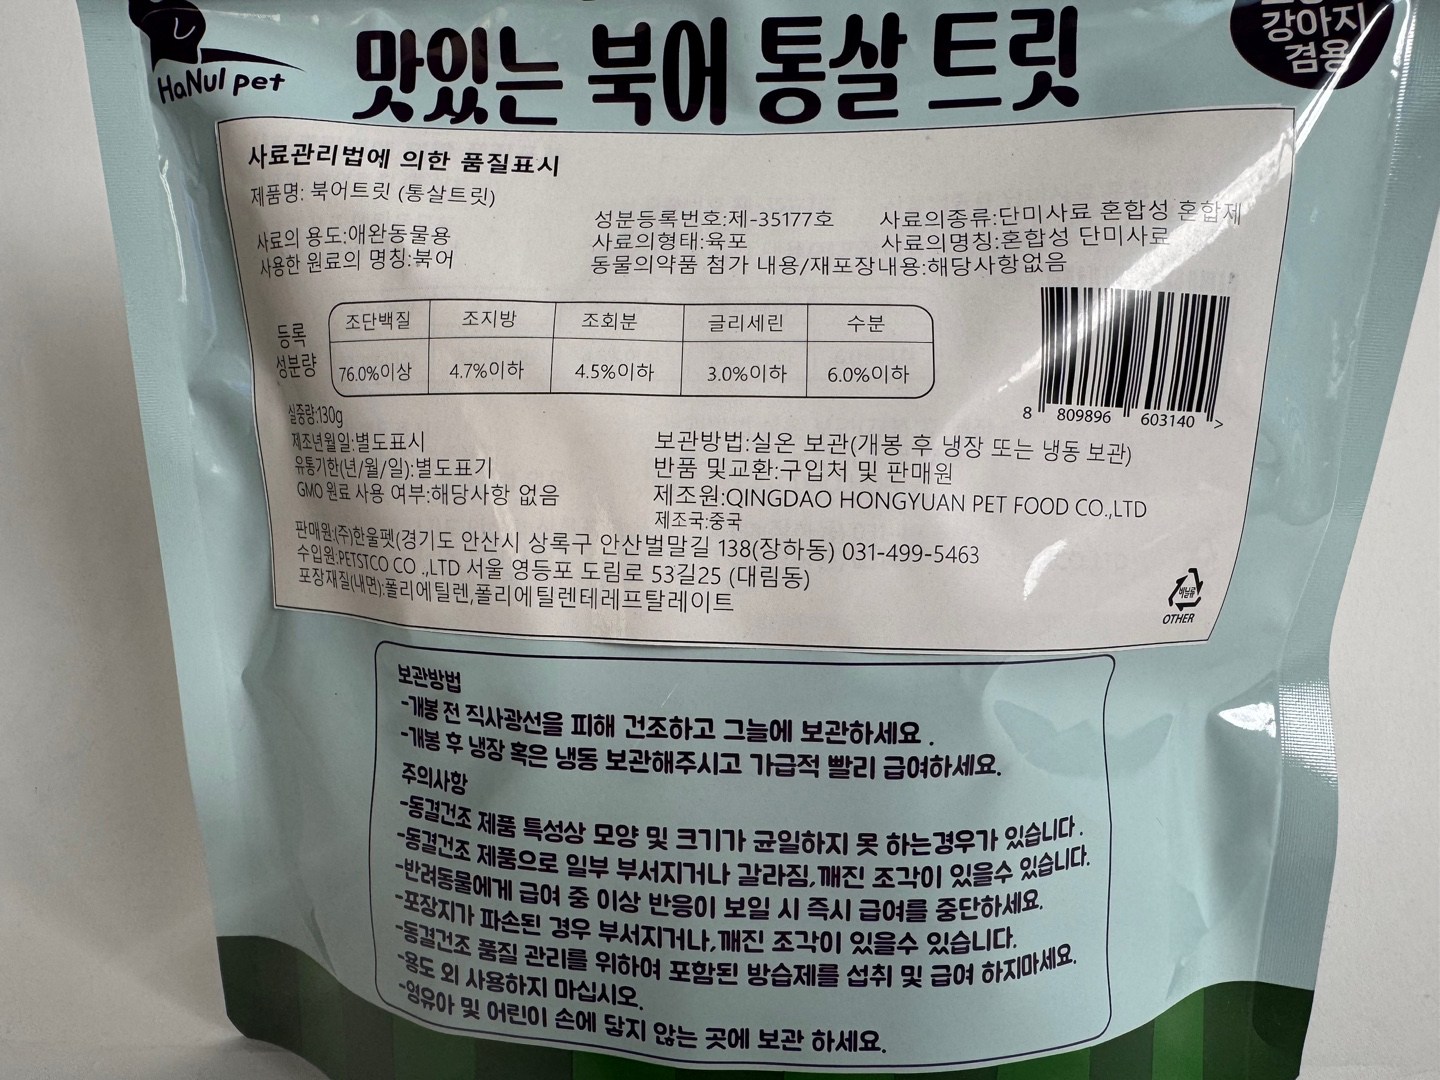 HaNul pet
맛있는 북어 통살 트릿
강아지
겸용
사료관리법에 의한 품질표시
제품명: 북어트릿 (통살트릿)
성분등록번호:제-35177호 사료의종류:단미사료 혼합성 혼합제
사료의 용도:애완동물용 사료의형태:육포 사료의명칭:혼합성 단미사료
사용한 원료의 명칭:북어 동물의약품 첨가 내용/재포장내용:해당사항없음
등록
성분량
조단백질 조지방 조회분 글리세린 수분
76.0%이상 4.7%이하 4.5%이하 3.0%이하 6.0%이하
8 809896 603140 >
실중량:130g
제조년월일:별도표시
유통기한(년/월/일):별도표기
GMO 원료 사용 여부:해당사항 없음
보관방법:실온 보관(개봉 후 냉장 또는 냉동 보관)
반품 및교환:구입처 및 판매원
제조원:QINGDAO HONGYUAN PET FOOD CO.,LTD
제조국:중국
판매원:(주)한울펫(경기도 안산시 상록구 안산벌말길 138(장하동) 031-499-5463
수입원:PETSTCO CO .,LTD 서울 영등포 도림로 53길25 (대림동)
포장재질(내면):폴리에틸렌,폴리에틸렌테레프탈레이트
비닐류
OTHER
보관방법
-개봉 전 직사광선을 피해 건조하고 그늘에 보관하세요 .
-개봉 후 냉장 혹은 냉동 보관해주시고 가급적 빨리 급여하세요.
주의사항
-동결건조 제품 특성상 모양 및 크기가 균일하지 못 하는경우가 있습니다 .
-동결건조 제품으로 일부 부서지거나 갈라짐,깨진 조각이 있을수 있습니다.
-반려동물에게 급여 중 이상 반응이 보일 시 즉시 급여를 중단하세요.
-포장지가 파손된 경우 부서지거나,깨진 조각이 있을수 있습니다.
-동결건조 품질 관리를 위하여 포함된 방습제를 섭취 및 급여 하지마세요.
-용도 외 사용하지 마십시오.
-영유아 및 어린이 손에 닿지 않는 곳에 보관 하세요.